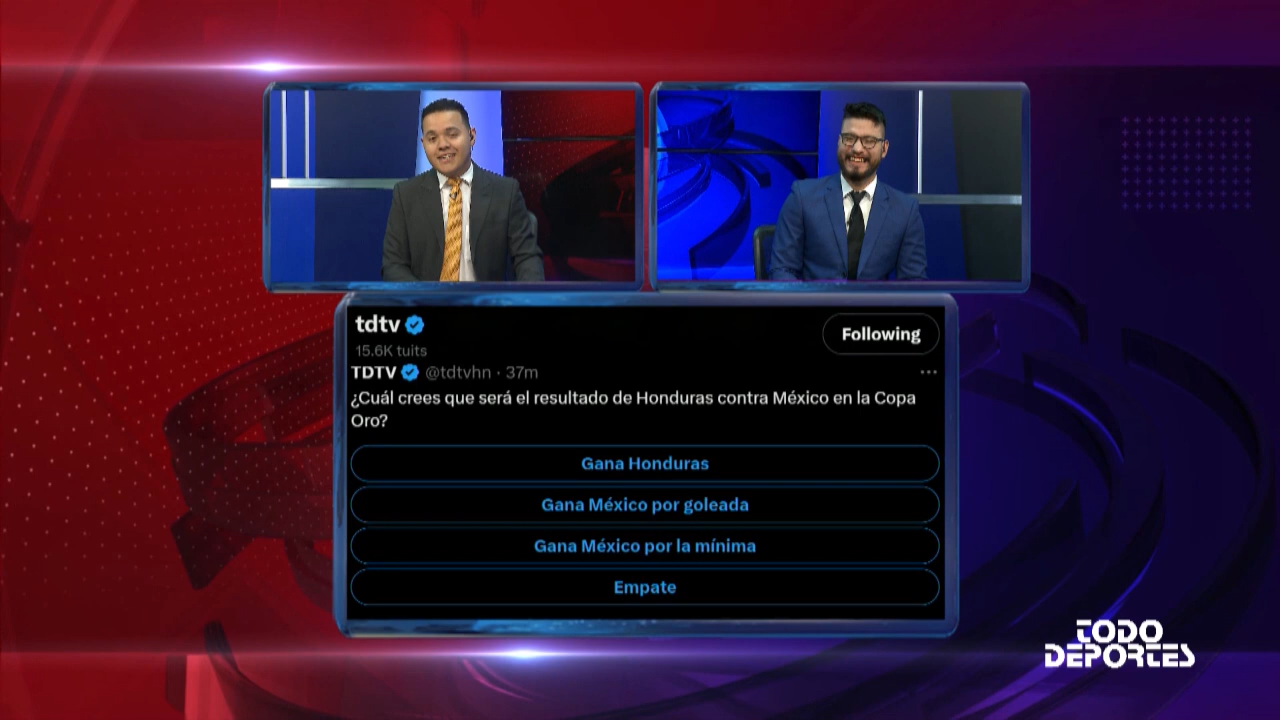 tdtv
Following
15.6K tuits
TDTV @tdtvhn · 37m
¿Cuál crees que será el resultado de Honduras contra México en la Copa
Oro?
Gana Honduras
Gana México por goleada
Gana México por la mínima
Empate
TODO
DEPORTES